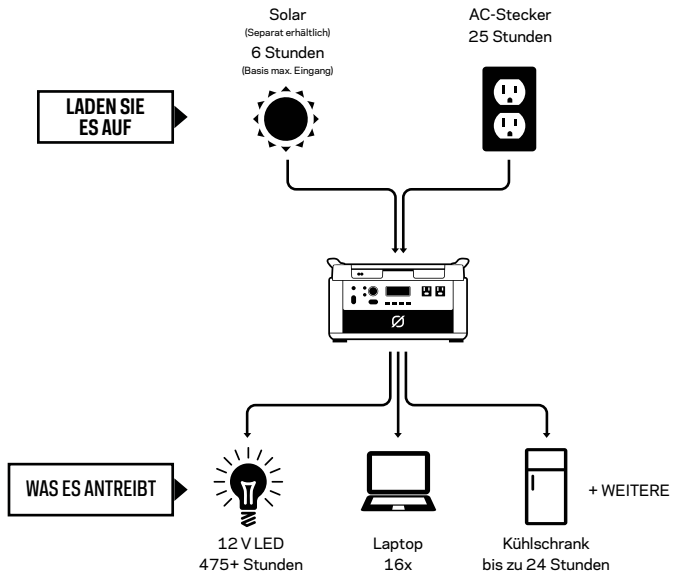 Solar
(Separat erhältlich)
6 Stunden
(Basis max. Eingang)
AC-Stecker
25 Stunden
LADEN SIE
ES AUF
WAS ES ANTREIBT
12 V LED
475+ Stunden
Laptop
16x
Kühlschrank
bis zu 24 Stunden
+ WEITERE